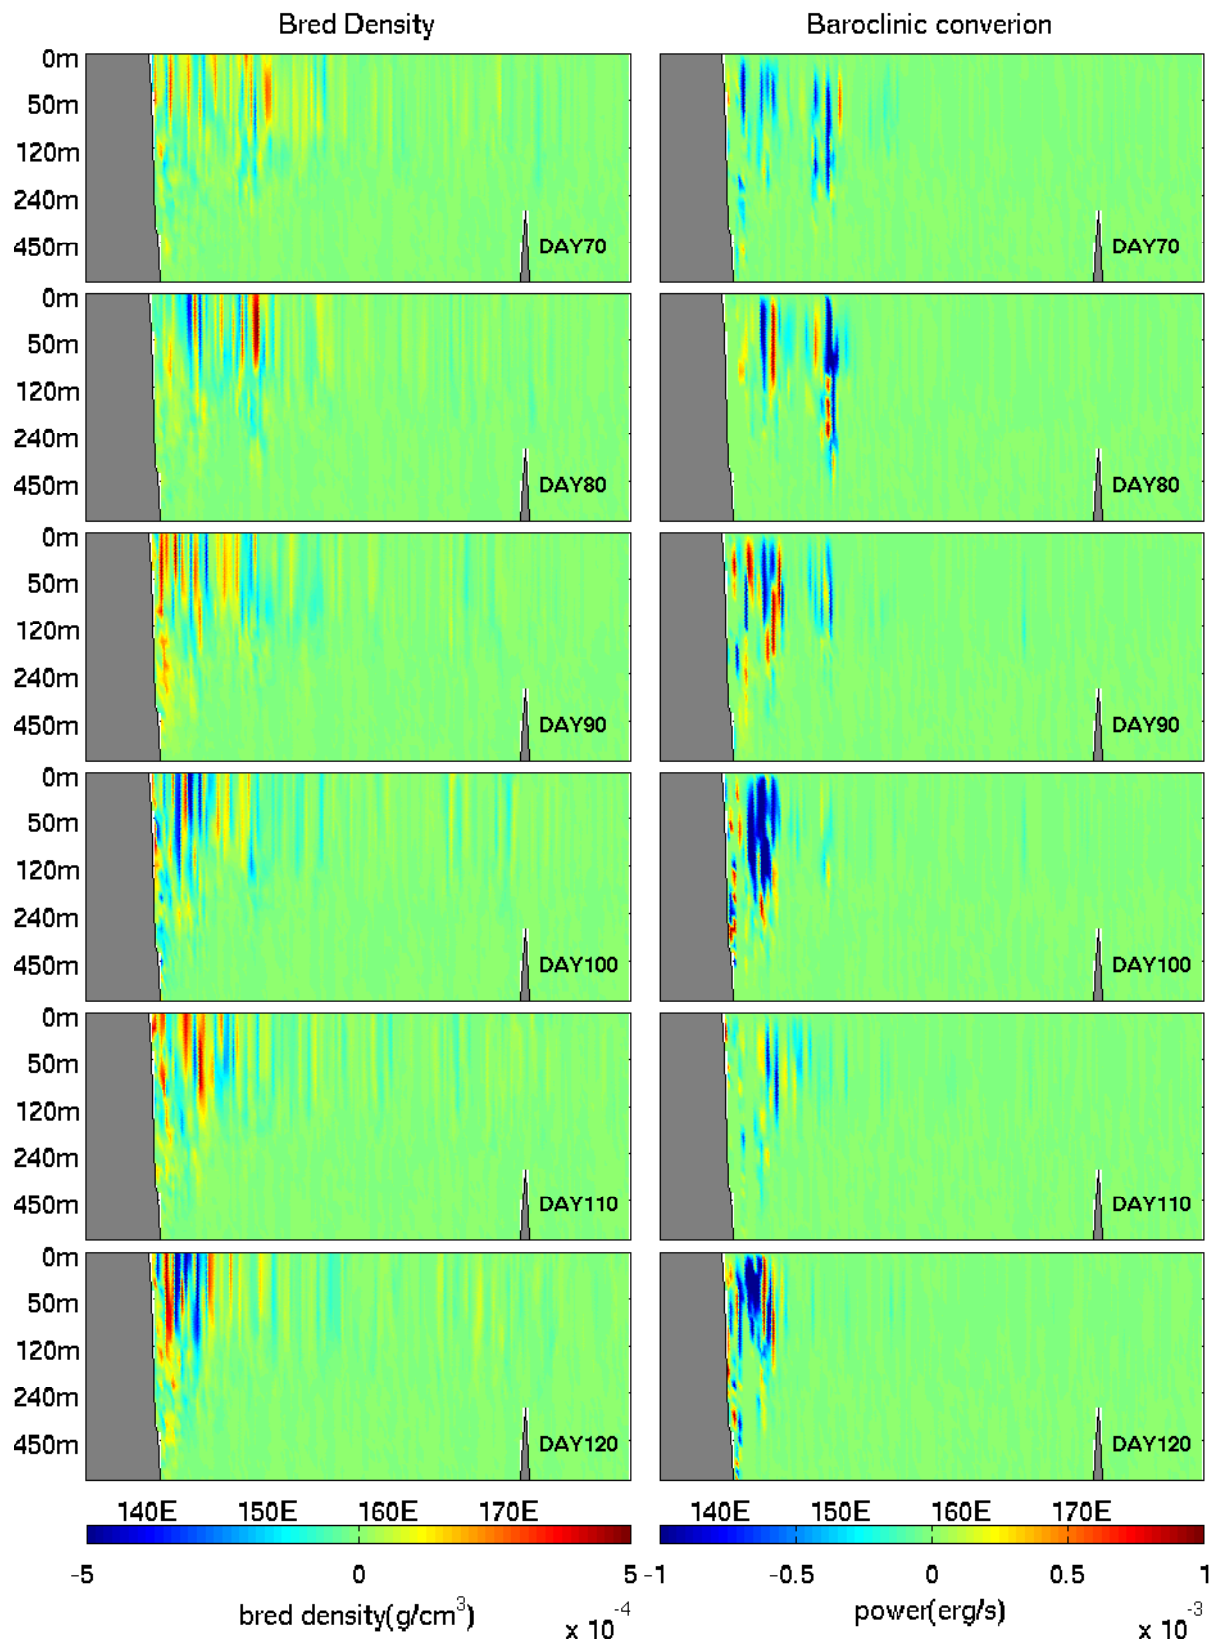 Bred Density Baroclinic converion
0m
50m
120m
240m
450m DAY70 DAY70
0m
50m
120m
240m
450m DAY80 DAY80
0m
50m
120m
240m
450m DAY90 DAY90
0m
50m
120m
240m
450m DAY100 DAY100
0m
50m
120m
240m
450m DAY110 DAY110
0m
50m
120m
240m
450m DAY120 DAY120
140E 150E 160E 170E 140E 150E 160E 170E
-5 0 5 -1 -0.5 0 0.5 1
bred density(g/cm³) x 10⁻⁴ power(erg/s) x 10⁻³